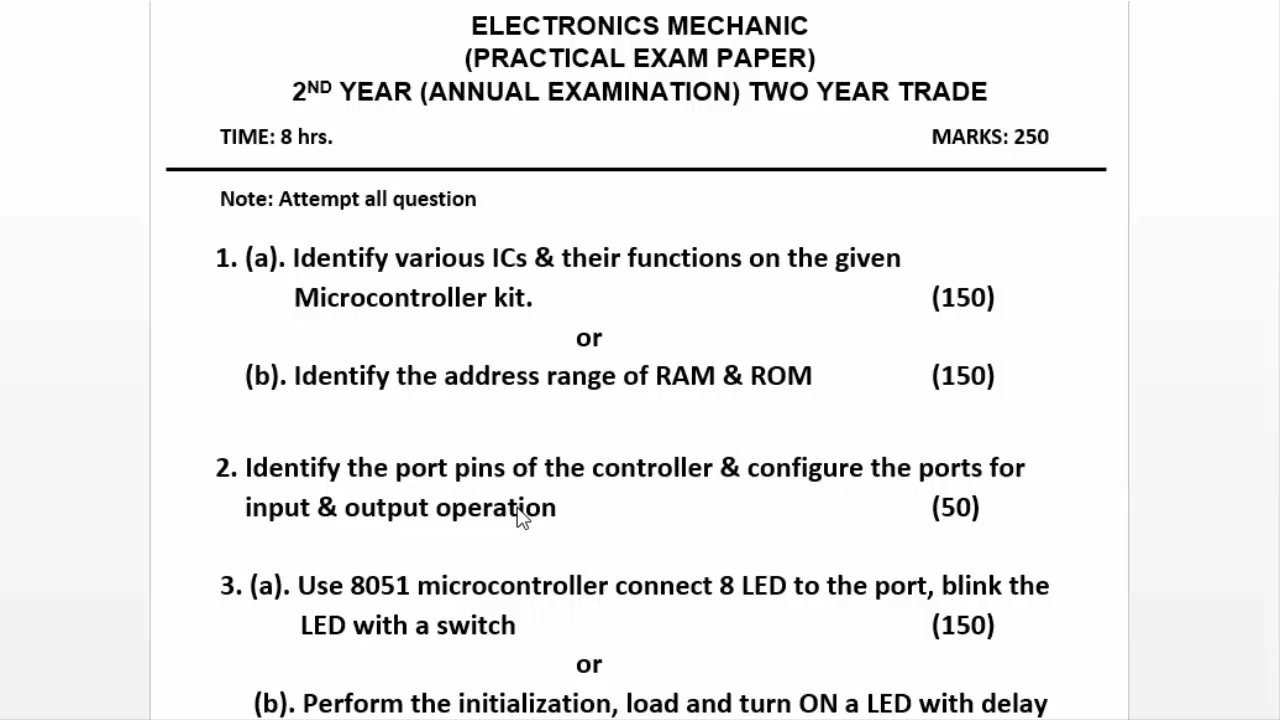 ELECTRONICS MECHANIC
(PRACTICAL EXAM PAPER)
2ND YEAR (ANNUAL EXAMINATION) TWO YEAR TRADE
TIME: 8 hrs. MARKS: 250
Note: Attempt all question
1. (a). Identify various ICs & their functions on the given
Microcontroller kit. (150)
or
(b). Identify the address range of RAM & ROM (150)
2. Identify the port pins of the controller & configure the ports for
input & output operation (50)
3. (a). Use 8051 microcontroller connect 8 LED to the port, blink the
LED with a switch (150)
or
(b). Perform the initialization, load and turn ON a LED with delay